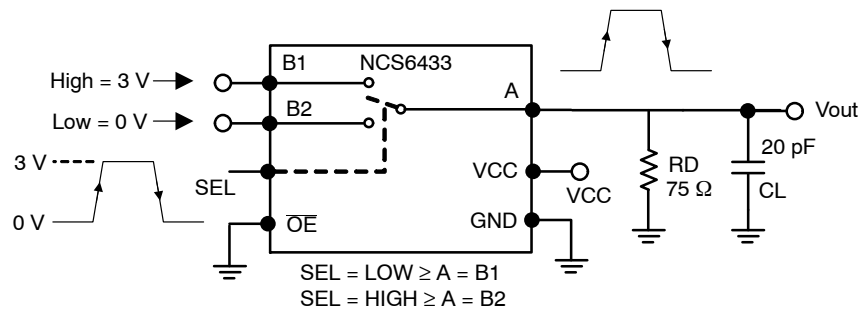 High = 3 V
Low = 0 V
3 V
0 V
B1
B2
SEL
OE
NCS6433
A
VCC
GND
VCC
Vout
RD
75 Ω
20 pF
CL
SEL = LOW ≥ A = B1
SEL = HIGH ≥ A = B2